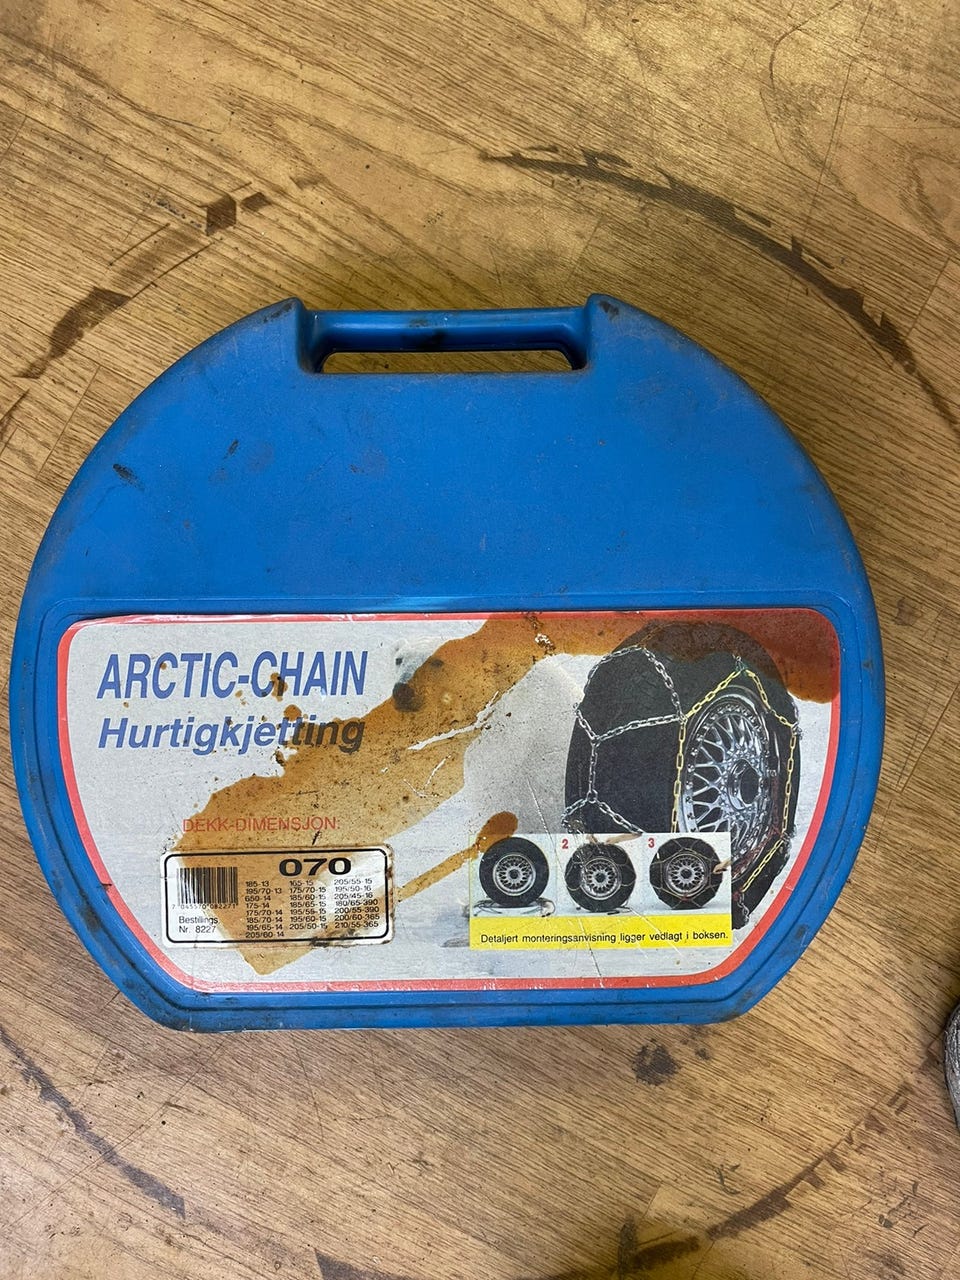 ARCTIC-CHAIN
Hurtigkjetting
DEKK-DIMENSJON:
070
185-13 165-15 205/55-15
195/70-13 175/70-15 195/50-16
650-14 185/60-15 205/45-16
175-14 185/65-15 180/65-390
175/70-14 195/55-15 200/55-390
185/70-14 195/60-15 200/60-365
195/65-14 205/50-15 210/55-365
205/60-14
7 045570 082271
Bestillings
Nr. 8227
2 3
Detaljert monteringsanvisning ligger vedlagt i boksen.